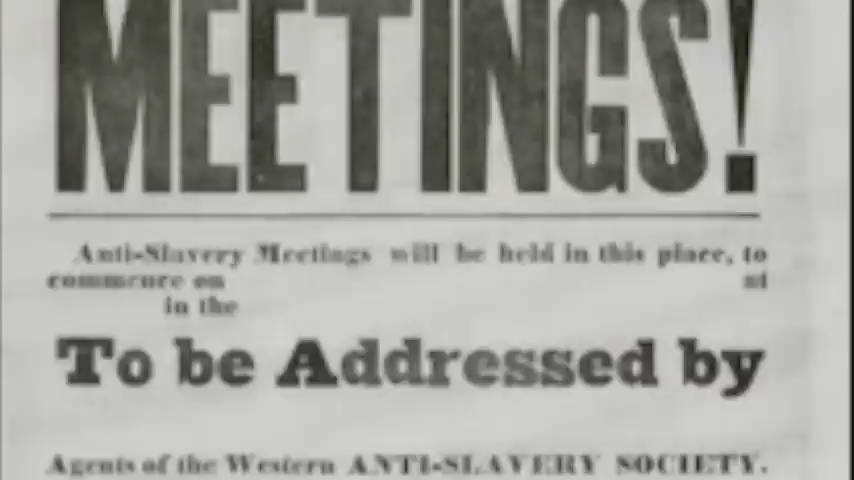 MEETINGS!
Anti-Slavery Meetings will be held in this place, to
commence on at
in the
To be Addressed by
Agents of the Western ANTI-SLAVERY SOCIETY.